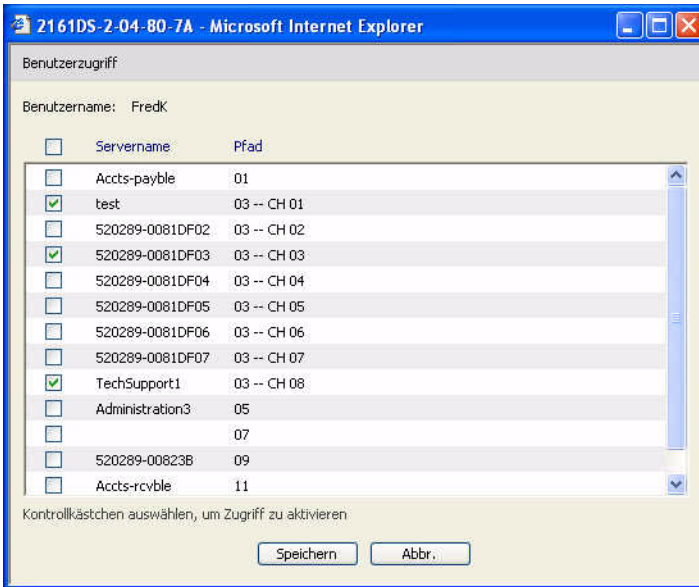 2161DS-2-04-80-7A - Microsoft Internet Explorer
Benutzerzugriff
Benutzername: FredK
Servername Pfad
Accts-payble 01
test 03 -- CH 01
520289-0081DF02 03 -- CH 02
520289-0081DF03 03 -- CH 03
520289-0081DF04 03 -- CH 04
520289-0081DF05 03 -- CH 05
520289-0081DF06 03 -- CH 06
520289-0081DF07 03 -- CH 07
TechSupport1 03 -- CH 08
Administration3 05
07
520289-00823B 09
Accts-rcvble 11
Kontrollkästchen auswählen, um Zugriff zu aktivieren
Speichern Abbr.